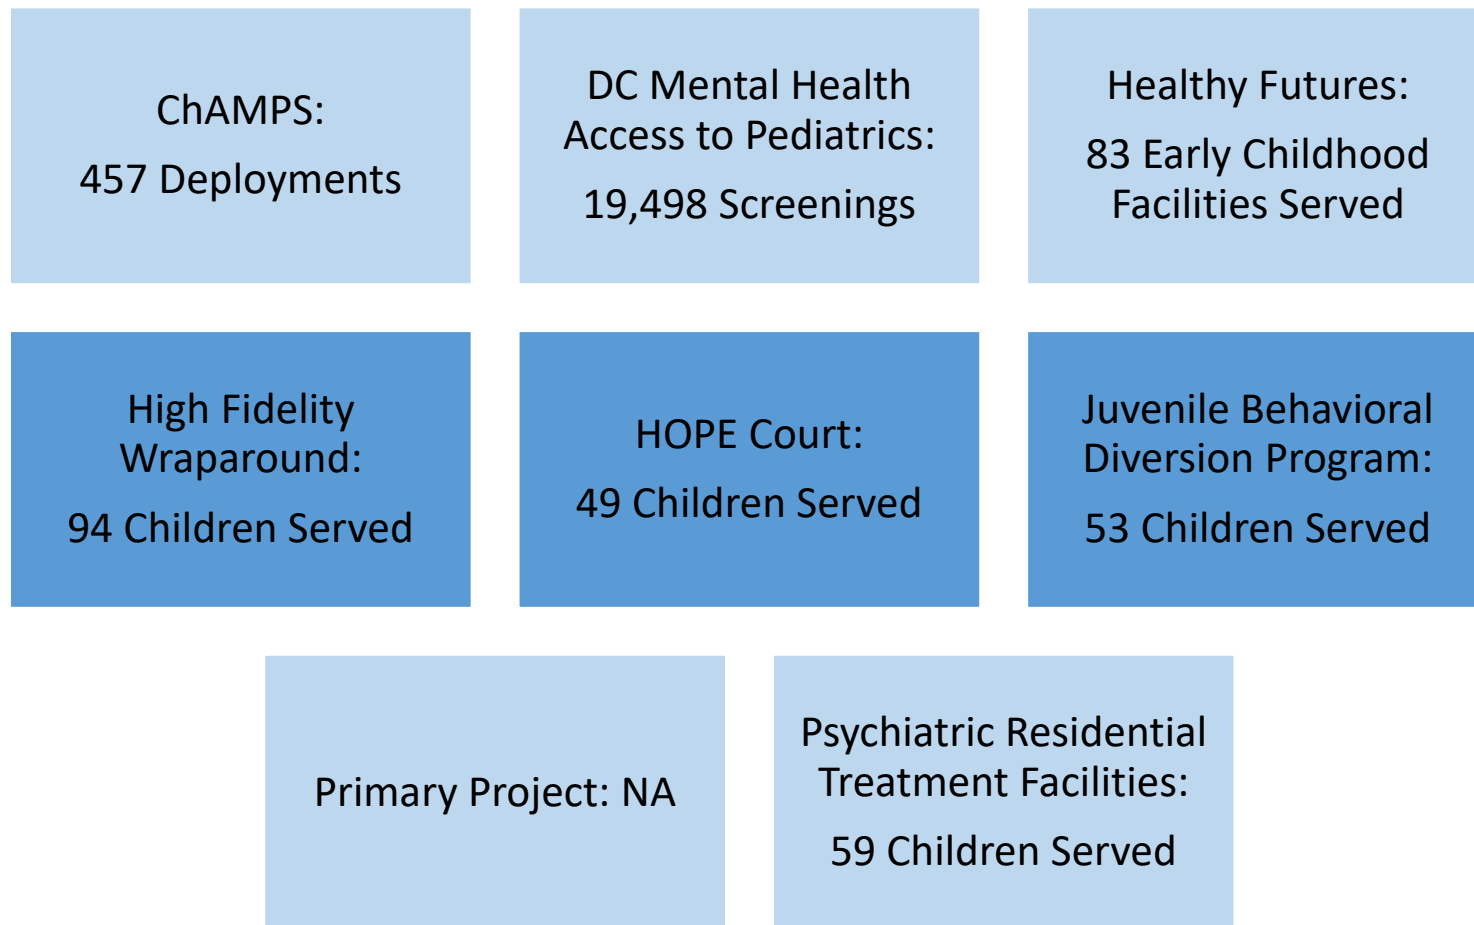 ChAMPS:
457 Deployments
DC Mental Health
Access to Pediatrics:
19,498 Screenings
Healthy Futures:
83 Early Childhood
Facilities Served
High Fidelity
Wraparound:
94 Children Served
HOPE Court:
49 Children Served
Juvenile Behavioral
Diversion Program:
53 Children Served
Primary Project: NA
Psychiatric Residential
Treatment Facilities:
59 Children Served